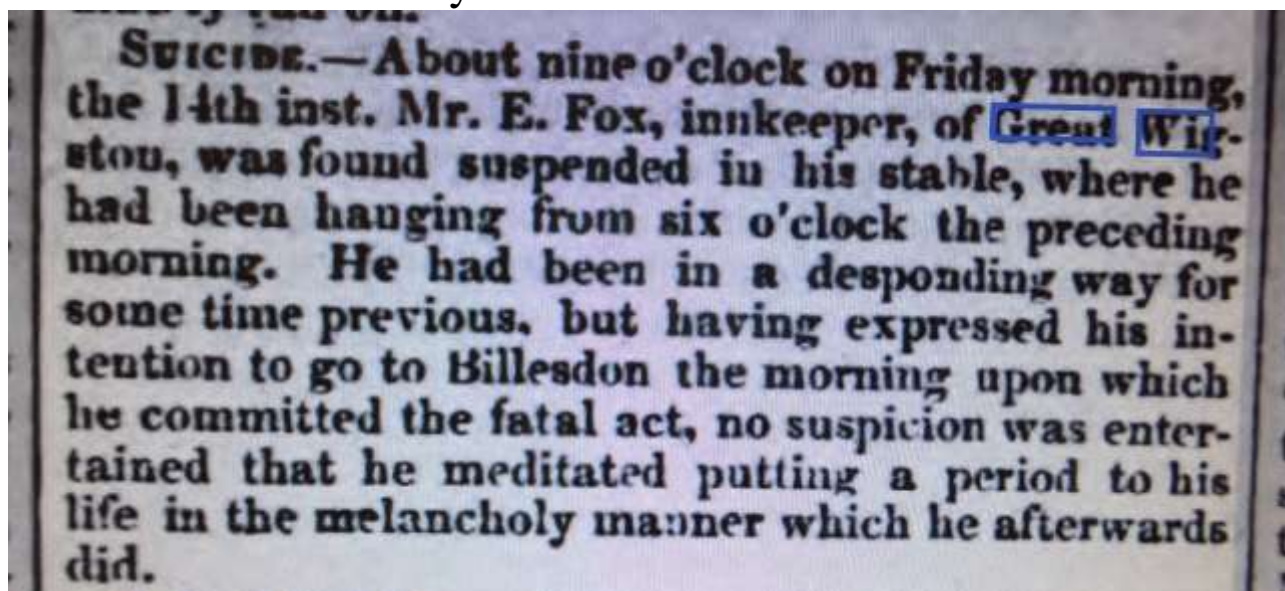 SUICIDE.—About nine o'clock on Friday morning,
the 14th inst. Mr. E. Fox, innkeeper, of Great Wig-
ston, was found suspended in his stable, where he
had been hanging from six o'clock the preceding
morning. He had been in a desponding way for
some time previous, but having expressed his in-
tention to go to Billesdon the morning upon which
he committed the fatal act, no suspicion was enter-
tained that he meditated putting a period to his
life in the melancholy manner which he afterwards
did.